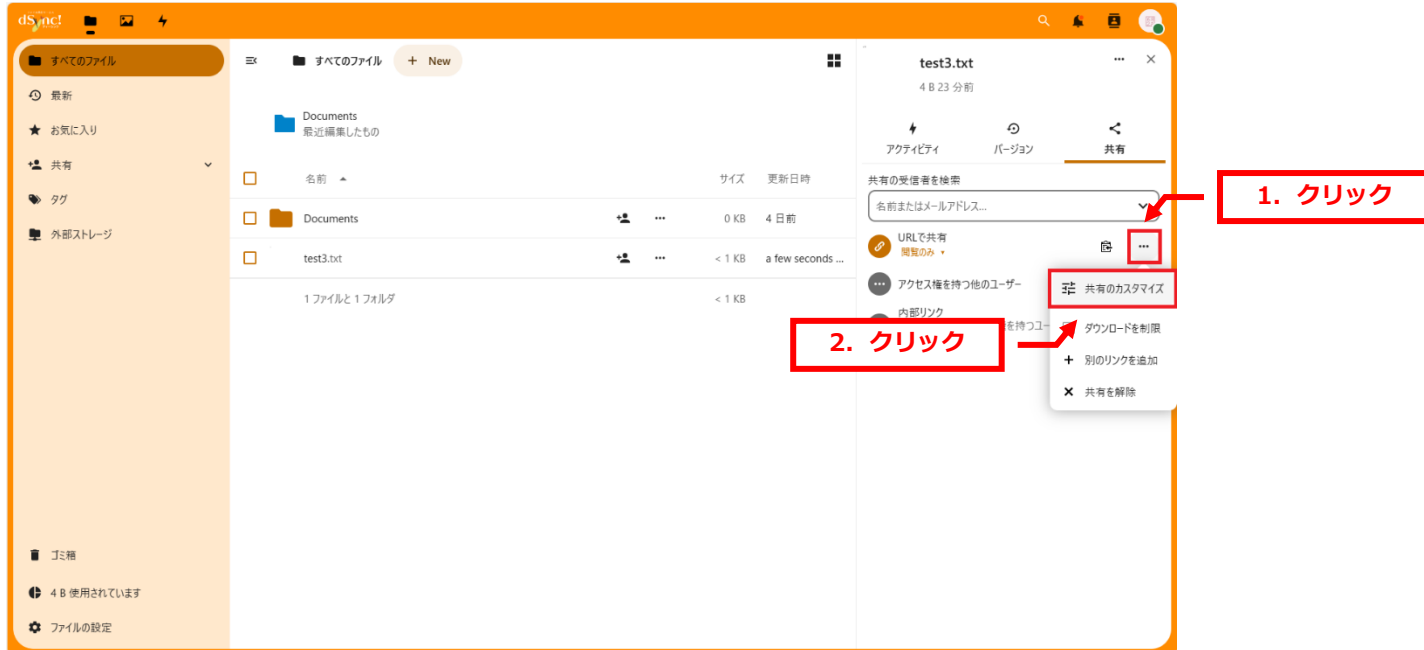 dSync!
すべてのファイル
最新
お気に入り
共有
タグ
外部ストレージ
ゴミ箱
4 B 使用されています
ファイルの設定
すべてのファイル
+ New
Documents
最近編集したもの
名前
サイズ
更新日時
Documents
0 KB
4 日前
test3.txt
< 1 KB
a few seconds ...
1 ファイルと 1 フォルダ
< 1 KB
test3.txt
4 B 23 分前
アクティビティ
バージョン
共有
共有の受信者を検索
名前またはメールアドレス...
URLで共有
閲覧のみ
アクセス権を持つ他のユーザー
内部リンク
を持つユー
共有のカスタマイズ
ダウンロードを制限
別のリンクを追加
共有を解除
1. クリック
2. クリック